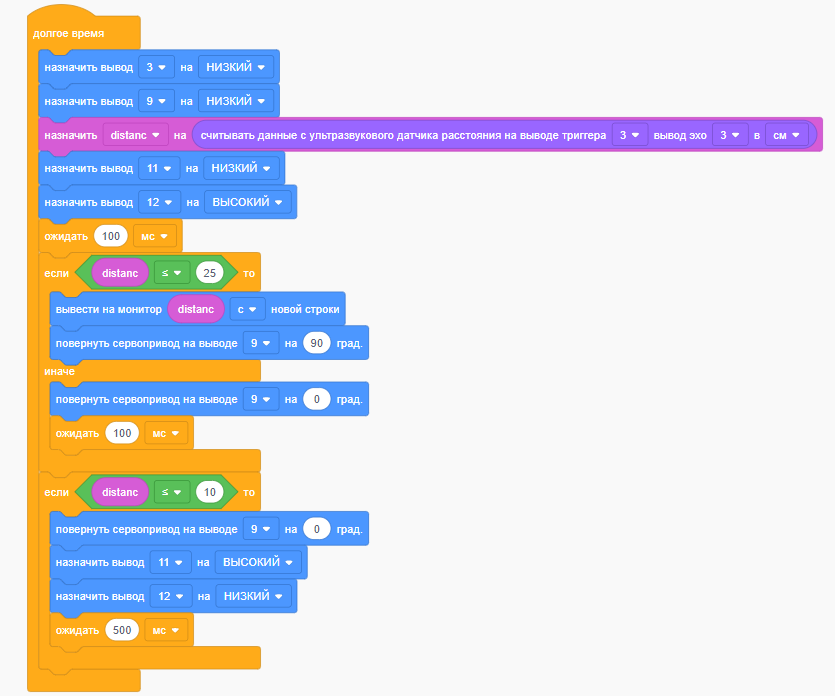 долгое время
назначить вывод 3 на НИЗКИЙ
назначить вывод 9 на НИЗКИЙ
назначить distanc на считывать данные с ультразвукового датчика расстояния на выводе триггера 3 вывод эхо 3 в см
назначить вывод 11 на НИЗКИЙ
назначить вывод 12 на ВЫСОКИЙ
ожидать 100 мс
если distanc ≤ 25 то
вывести на монитор distanc с новой строки
повернуть сервопривод на выводе 9 на 90 град.
иначе
повернуть сервопривод на выводе 9 на 0 град.
ожидать 100 мс
если distanc ≤ 10 то
повернуть сервопривод на выводе 9 на 0 град.
назначить вывод 11 на ВЫСОКИЙ
назначить вывод 12 на НИЗКИЙ
ожидать 500 мс